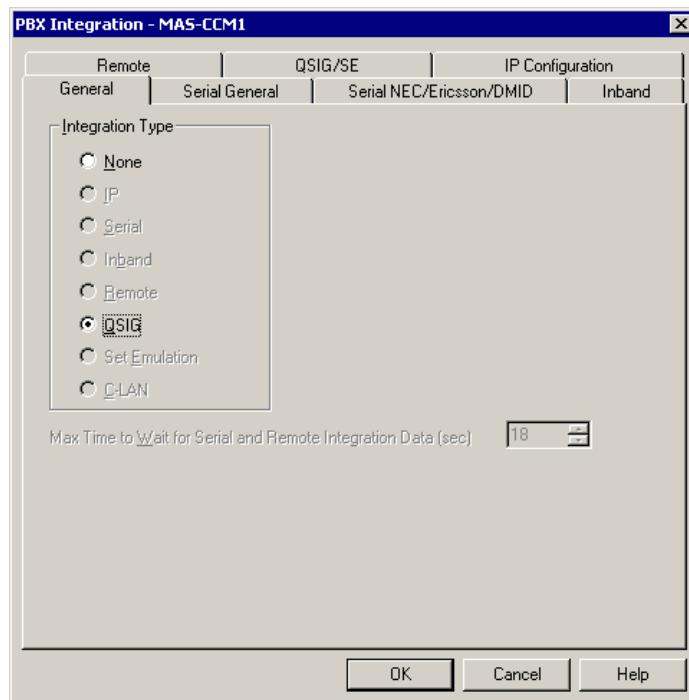 PBX Integration - MAS-CCM1
Remote QSIG/SE IP Configuration
General Serial General Serial NEC/Ericsson/DMID Inband
Integration Type
None
IP
Serial
Inband
Remote
QSIG
Set Emulation
C-LAN
Max Time to Wait for Serial and Remote Integration Data (sec) 18
OK Cancel Help